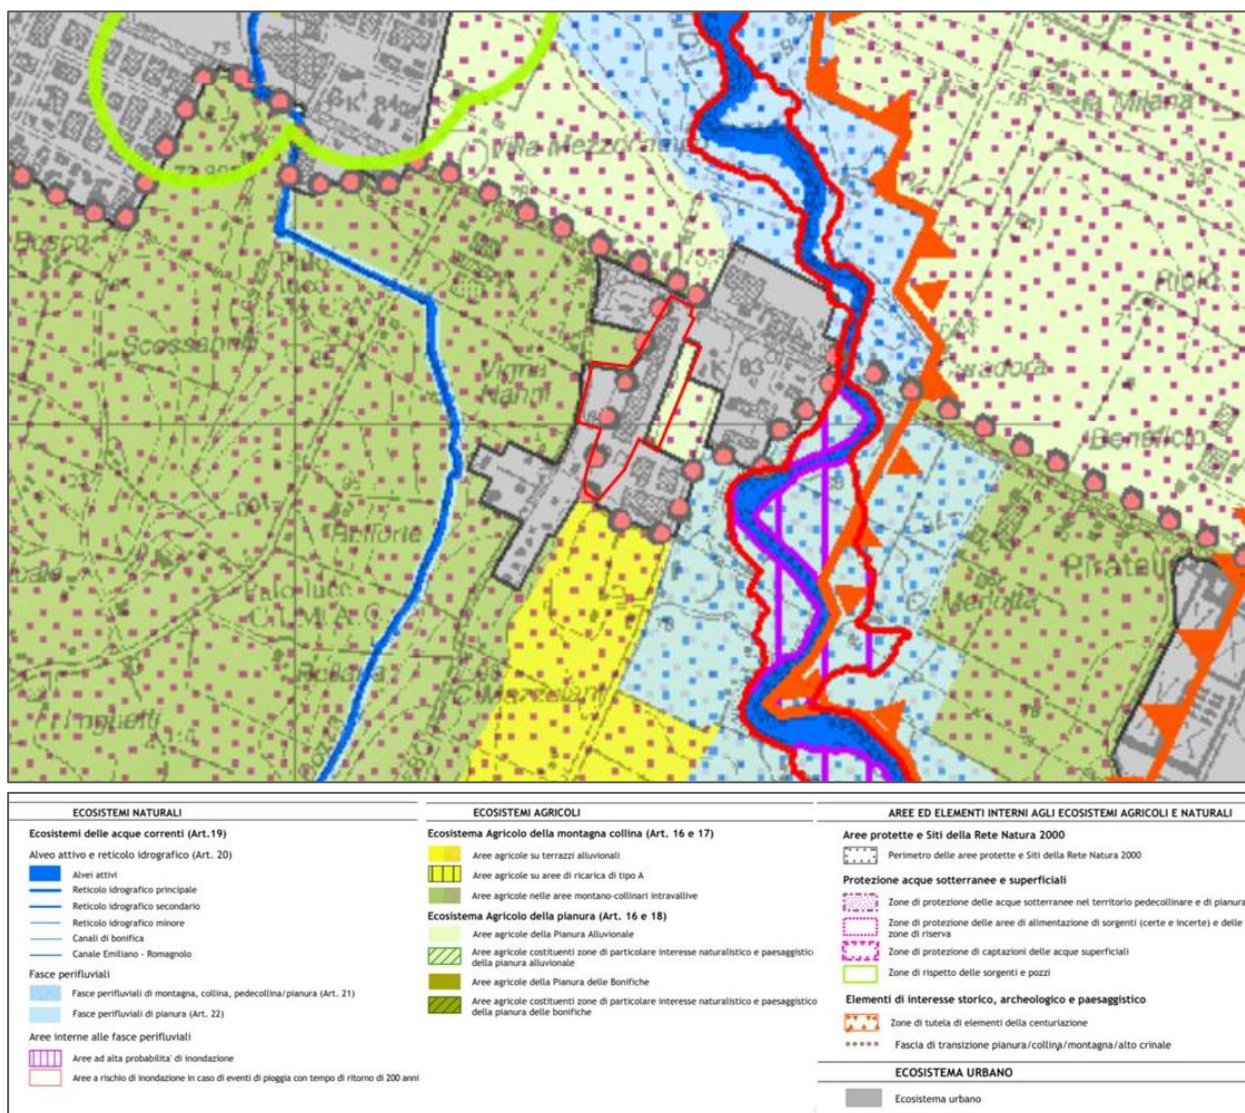 75
Villa Mezzocampo
la Milana
Bosco
Riolo
Scossabrilli
Vigna
Nanni
83
Beneficio
Piratello
C. Merlotta
ECOSISTEMI NATURALI
Ecosistemi delle acque correnti (Art.19)
Alveo attivo e reticolo idrografico (Art. 20)
Alvei attivi
Reticolo idrografico principale
Reticolo idrografico secondario
Reticolo idrografico minore
Canali di bonifica
Canale Emiliano - Romagnolo
Fasce perifluviali
Fasce perifluviali di montagna, collina, pedecollina/pianura (Art. 21)
Fasce perifluviali di pianura (Art. 22)
Aree interne alle fasce perifluviali
Aree ad alta probabilita' di inondazione
Aree a rischio di inondazione in caso di eventi di pioggia con tempo di ritorno di 200 anni
ECOSISTEMI AGRICOLI
Ecosistema Agricolo della montagna collina (Art. 16 e 17)
Aree agricole su terrazzi alluvionali
Aree agricole su aree di ricarica di tipo A
Aree agricole nelle aree montano-collinari intravallive
Ecosistema Agricolo della pianura (Art. 16 e 18)
Aree agricole della Pianura Alluvionale
Aree agricole costituenti zone di particolare interesse naturalistico e paesaggistico
della pianura alluvionale
Aree agricole della Pianura delle Bonifiche
Aree agricole costituenti zone di particolare interesse naturalistico e paesaggistico
della pianura delle bonifiche
AREE ED ELEMENTI INTERNI AGLI ECOSISTEMI AGRICOLI E NATURALI
Aree protette e Siti della Rete Natura 2000
Perimetro delle aree protette e Siti della Rete Natura 2000
Protezione acque sotterranee e superficiali
Zone di protezione delle acque sotterranee nel territorio pedecollinare e di pianura
Zone di protezione delle aree di alimentazione di sorgenti (certe e incerte) e delle
zone di riserva
Zone di protezione di captazioni delle acque superficiali
Zone di rispetto delle sorgenti e pozzi
Elementi di interesse storico, archeologico e paesaggistico
Zone di tutela di elementi della centuriazione
Fascia di transizione pianura/collina/montagna/alto crinale
ECOSISTEMA URBANO
Ecosistema urbano